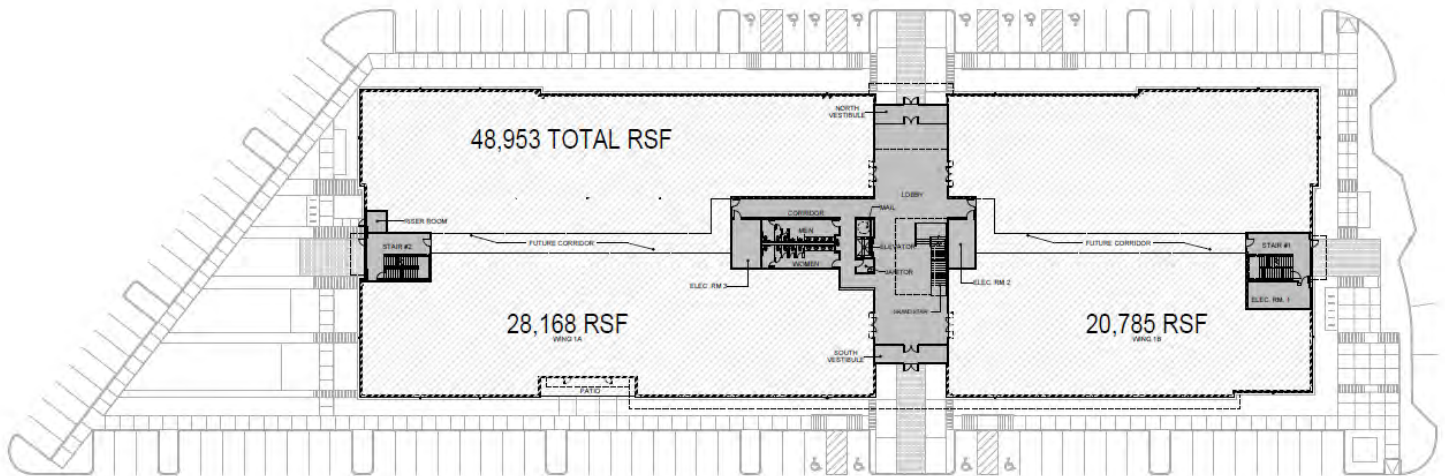 NORTH
VESTIBULE
48,953 TOTAL RSF
LOBBY
MAIL
CORRIDOR
RISER ROOM
MEN
FUTURE CORRIDOR
FUTURE CORRIDOR
STAIR #2
ELEVATOR
STAIR #1
WOMEN
JANITOR
ELEC. RM 3
ELEC. RM 2
ELEC. RM. 1
28,168 RSF
WING 1A
20,785 RSF
WING 1B
SOUTH
VESTIBULE
PATIO